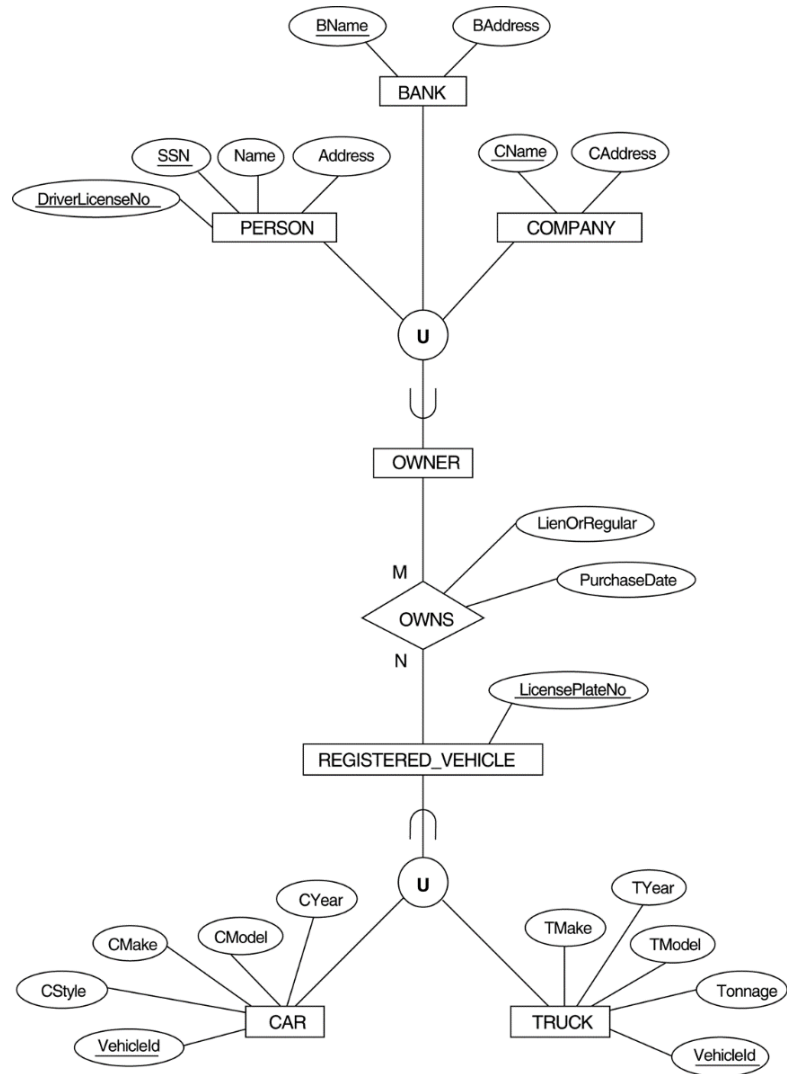 BName
BAddress
BANK
SSN
Name
Address
CName
CAddress
DriverLicenseNo
PERSON
COMPANY
U
OWNER
LienOrRegular
M
PurchaseDate
OWNS
N
LicensePlateNo
REGISTERED_VEHICLE
U
CYear
TYear
CModel
TMake
CMake
TModel
CStyle
Tonnage
CAR
TRUCK
VehicleId
VehicleId